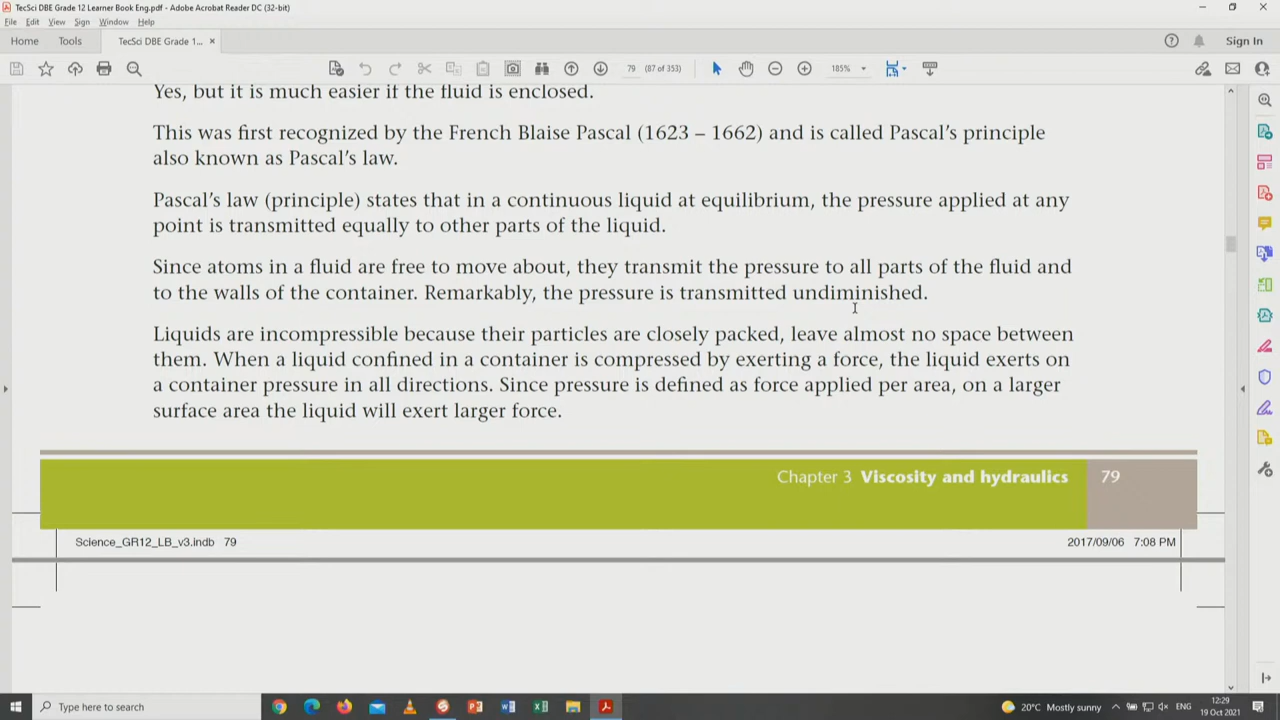 TecSci DBE Grade 12 Learner Book Eng.pdf - Adobe Acrobat Reader DC (32-bit)
File Edit View Sign Window Help
Home Tools TecSci DBE Grade 1... × Sign In
79 (87 of 353) 185%
Yes, but it is much easier if the fluid is enclosed.
This was first recognized by the French Blaise Pascal (1623 – 1662) and is called Pascal's principle
also known as Pascal's law.
Pascal's law (principle) states that in a continuous liquid at equilibrium, the pressure applied at any
point is transmitted equally to other parts of the liquid.
Since atoms in a fluid are free to move about, they transmit the pressure to all parts of the fluid and
to the walls of the container. Remarkably, the pressure is transmitted undiminished.
Liquids are incompressible because their particles are closely packed, leave almost no space between
them. When a liquid confined in a container is compressed by exerting a force, the liquid exerts on
a container pressure in all directions. Since pressure is defined as force applied per area, on a larger
surface area the liquid will exert larger force.
Chapter 3 Viscosity and hydraulics 79
Science_GR12_LB_v3.indb 79 2017/09/06 7:08 PM
Type here to search 20°C Mostly sunny ENG 12:29
19 Oct 2021